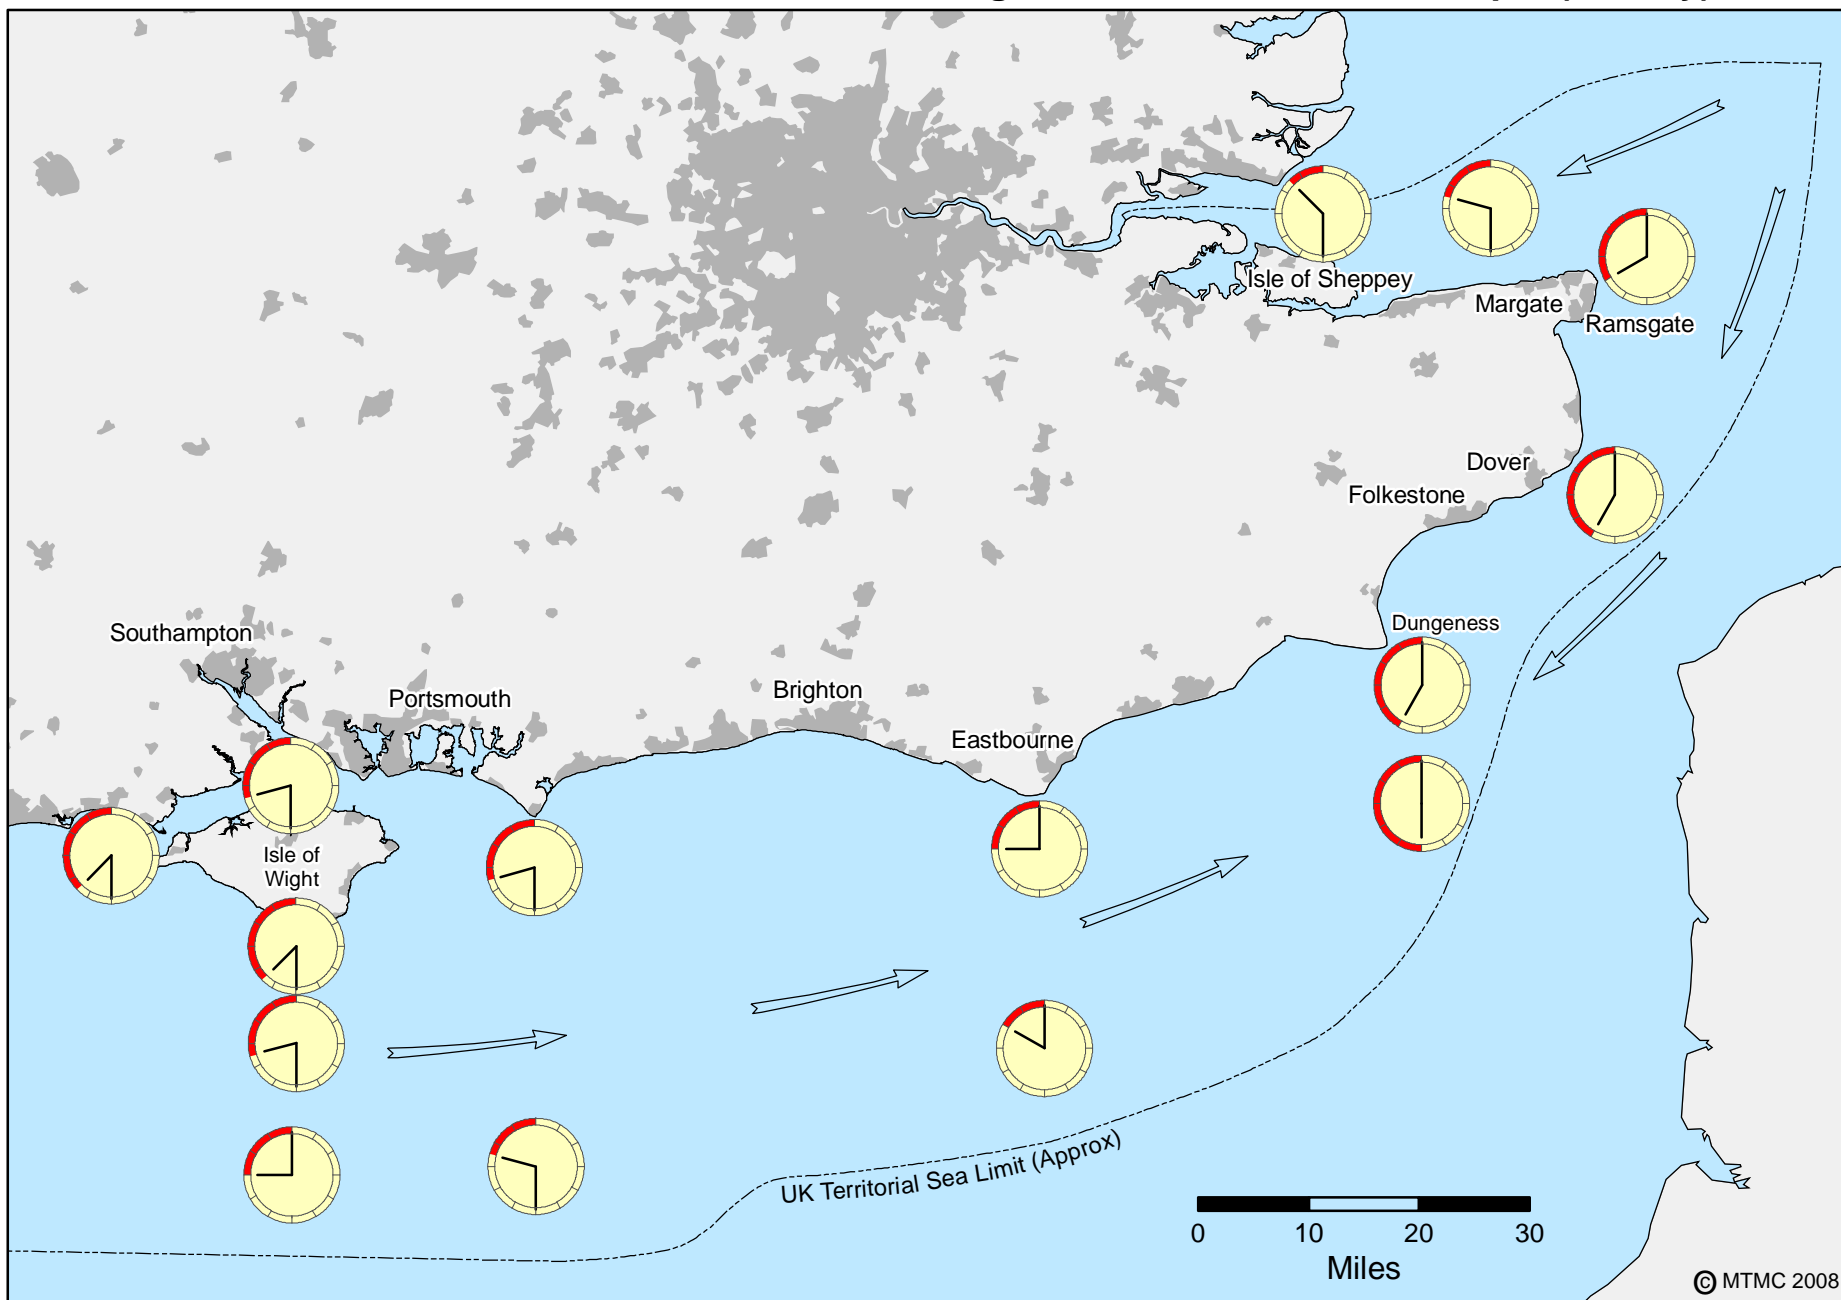 Isle of Sheppey
Margate
Ramsgate
Dover
Folkestone
Dungeness
Southampton
Portsmouth
Brighton
Eastbourne
Isle of
Wight
UK Territorial Sea Limit (Approx)
0 10 20 30
Miles
© MTMC 2008